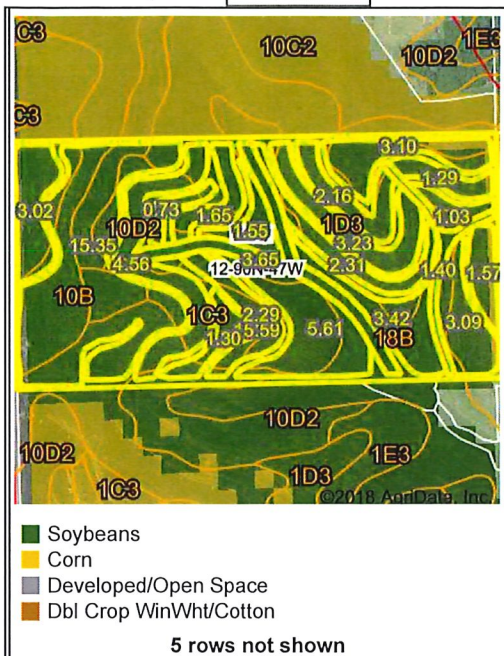 C3
10C2
1E3
10D2
C3
3.10
1.29
3.02
0.73
2.16
1.65
1.03
10D2
1D3
1.55
3.23
15.35
3.65
2.31
4.56
1.40
1.57
12-90N-47W
10B
1C3
2.29
3.42
5.61
3.09
1.30
15.59
18B
10D2
10D2
1E3
1D3
1C3
©2018 AgriData, Inc.
Soybeans
Corn
Developed/Open Space
Dbl Crop WinWht/Cotton
5 rows not shown